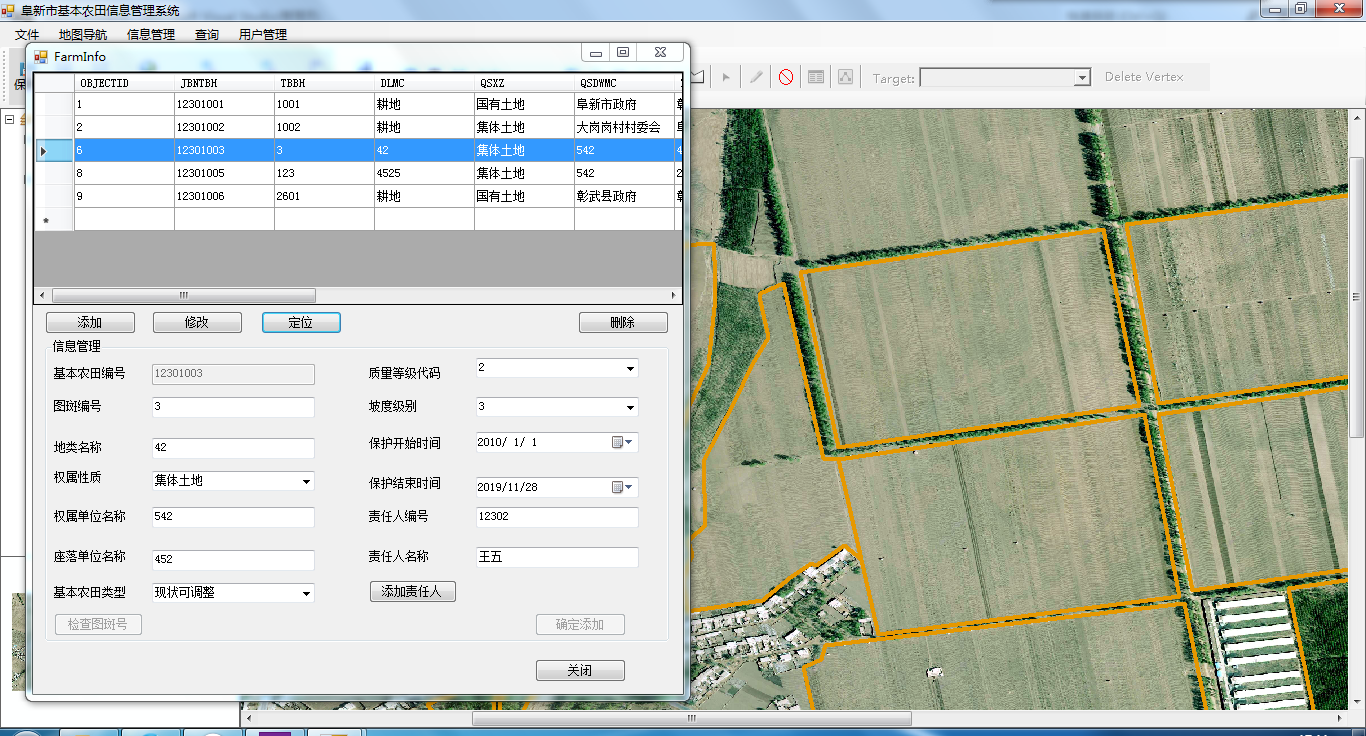 阜新市基本农田信息管理系统
文件 地图导航 信息管理 查询 用户管理
FarmInfo
保
Target: Delete Vertex
OBJECTID JBNTBH TBBH DLMC QSXZ QSDWMC
1 12301001 1001 耕地 国有土地 阜新市政府
2 12301002 1002 耕地 集体土地 大岗岗村村委会
6 12301003 3 42 集体土地 542 4
8 12301005 123 4525 集体土地 542 2
9 12301006 2601 耕地 国有土地 彰武县政府
*
添加 修改 定位 删除
信息管理
基本农田编号 12301003 质量等级代码 2
图斑编号 3 坡度级别 3
地类名称 42 保护开始时间 2010/ 1/ 1
权属性质 集体土地 保护结束时间 2019/11/28
权属单位名称 542 责任人编号 12302
座落单位名称 452 责任人名称 王五
基本农田类型 现状可调整 添加责任人
检查图斑号 确定添加
关闭